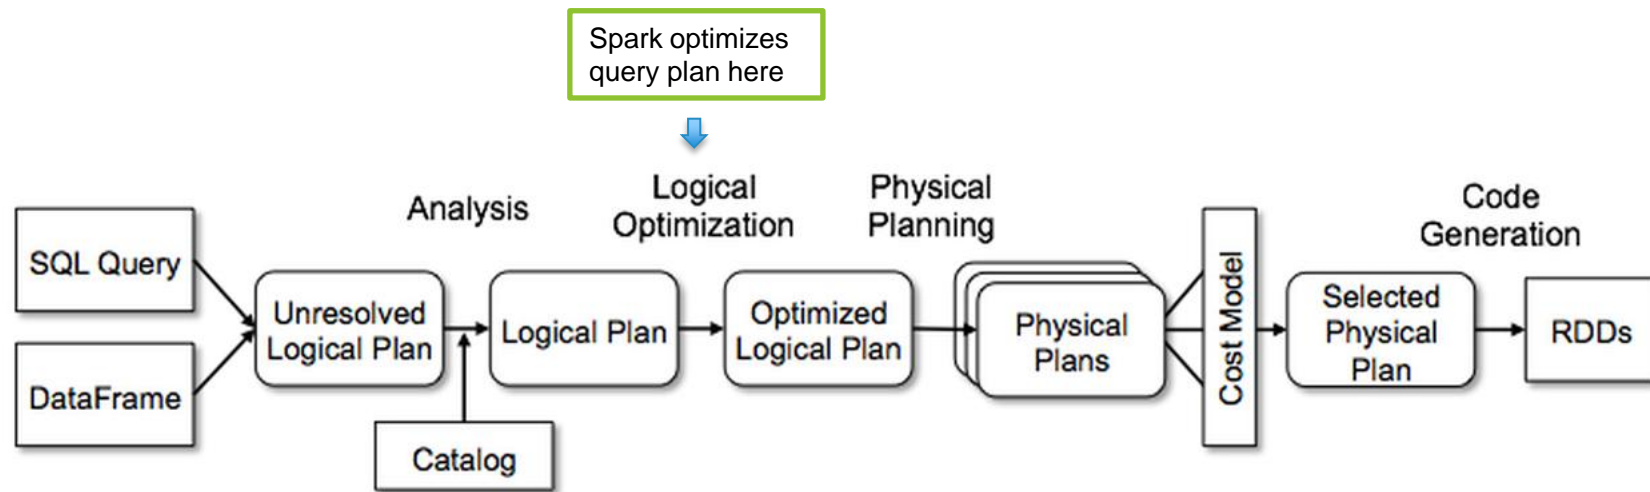 Spark optimizes
query plan here
Analysis
Logical
Optimization
Physical
Planning
Code
Generation
SQL Query
DataFrame
Unresolved
Logical Plan
Catalog
Logical Plan
Optimized
Logical Plan
Physical
Plans
Cost Model
Selected
Physical
Plan
RDDs